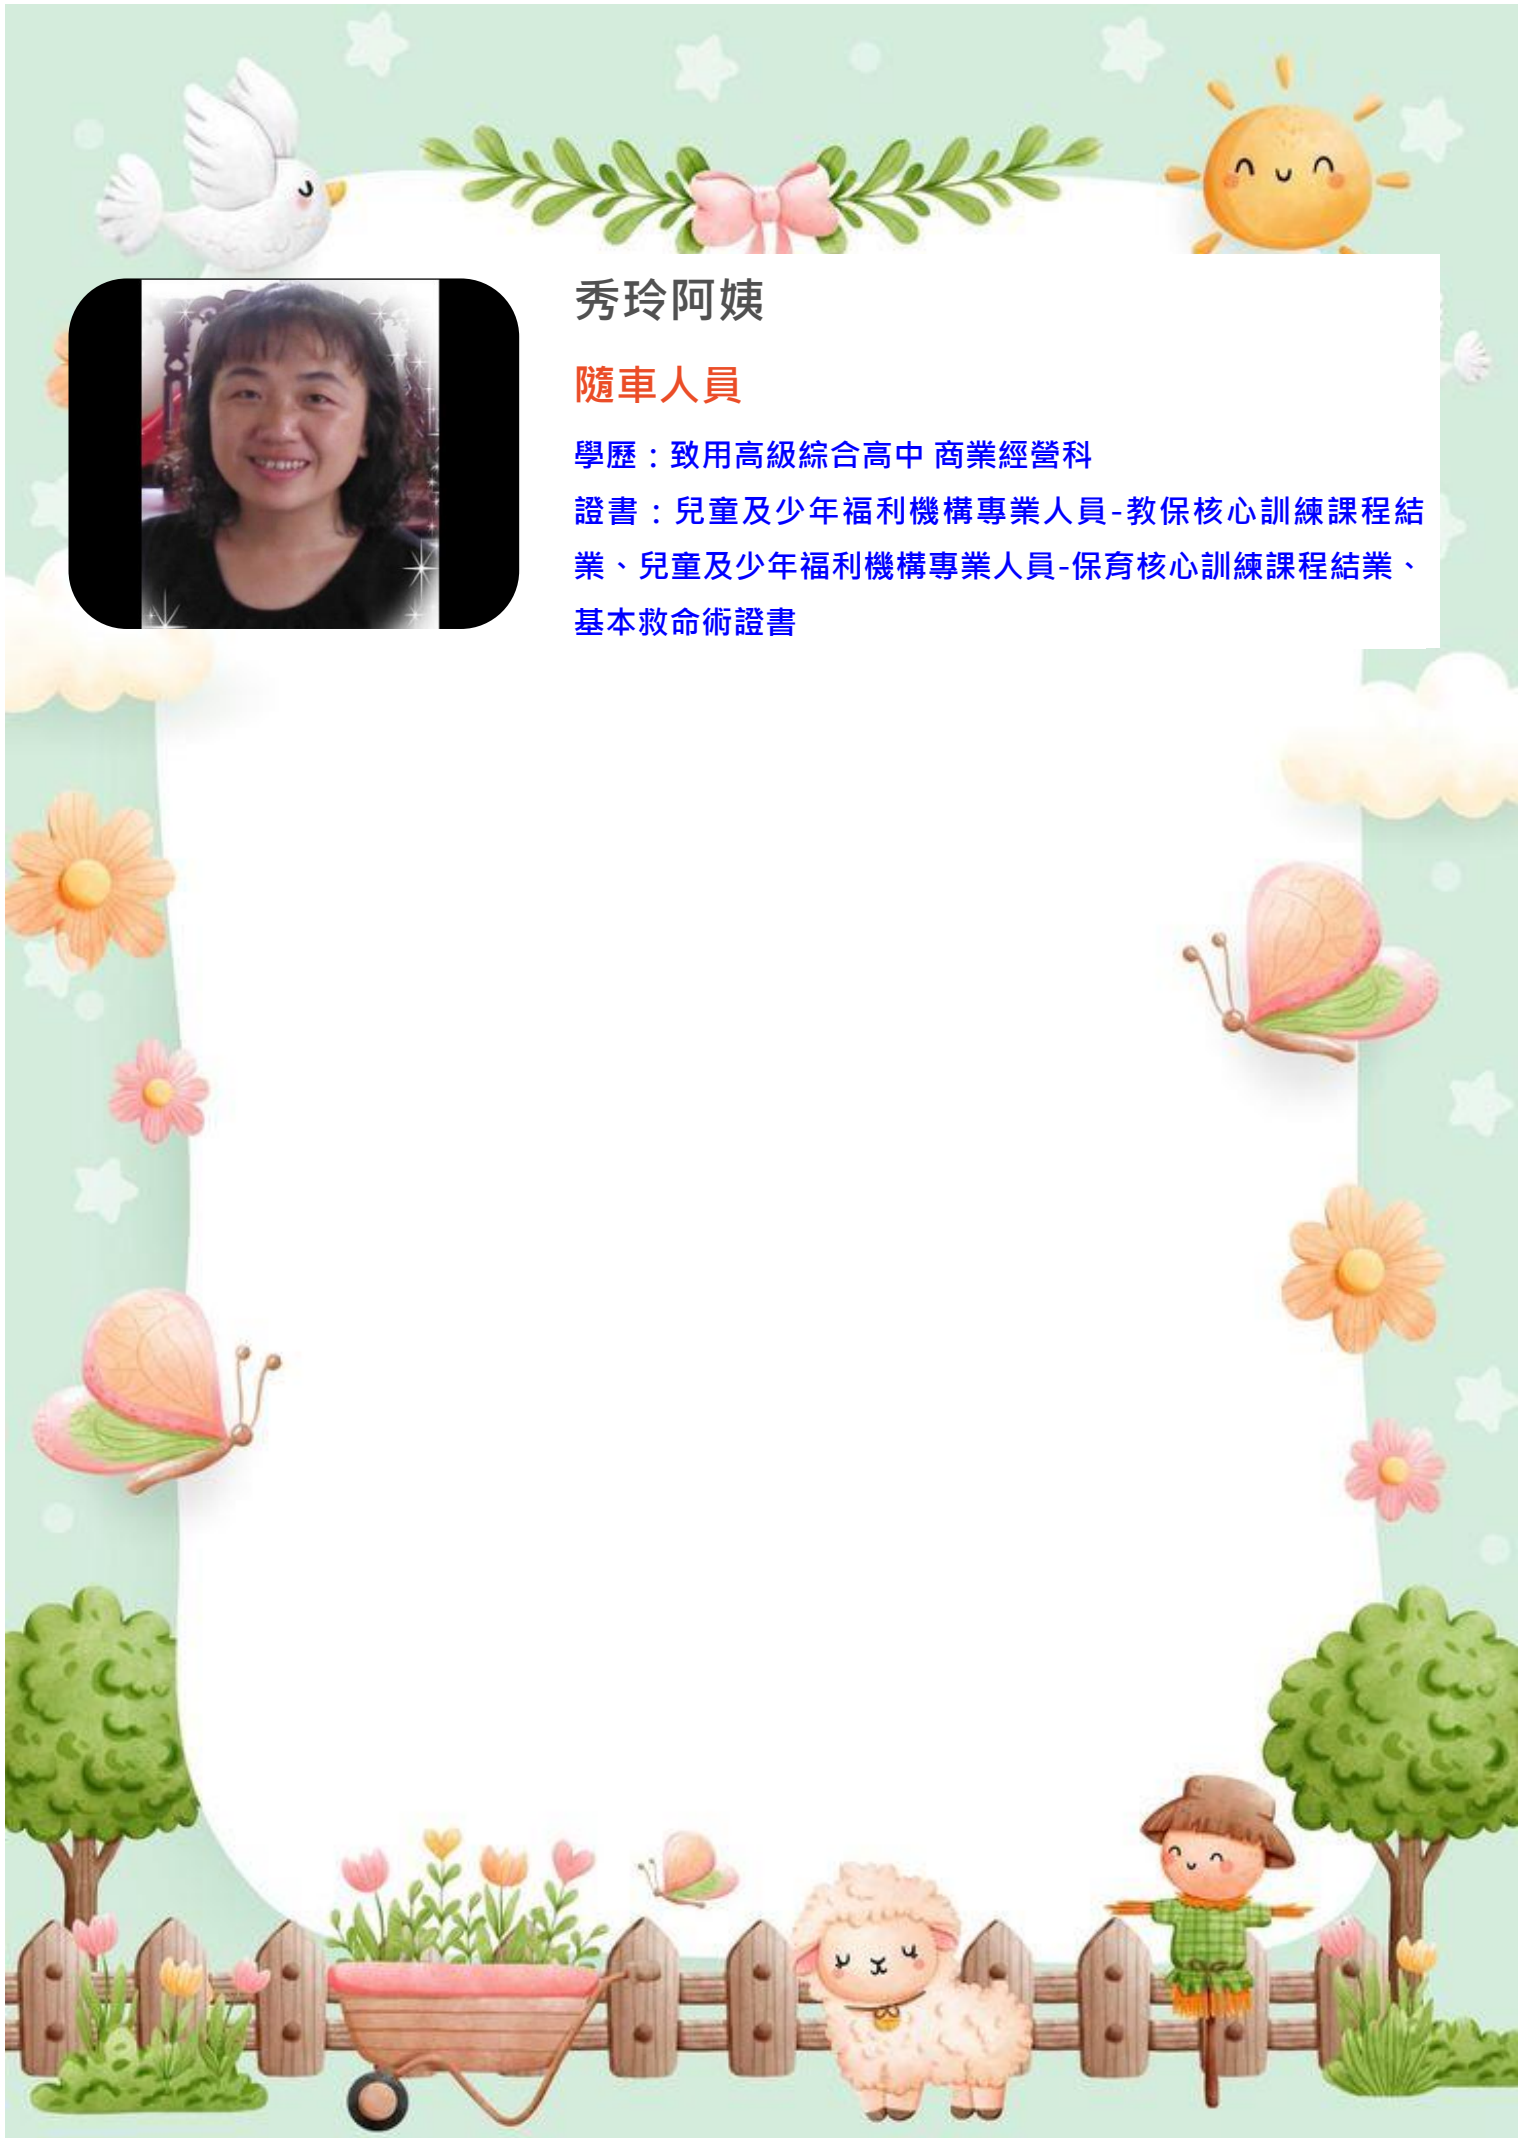 秀玲阿姨
隨車人員
學歷：致用高級綜合高中 商業經營科
證書：兒童及少年福利機構專業人員-教保核心訓練課程結
業、兒童及少年福利機構專業人員-保育核心訓練課程結業、
基本救命術證書